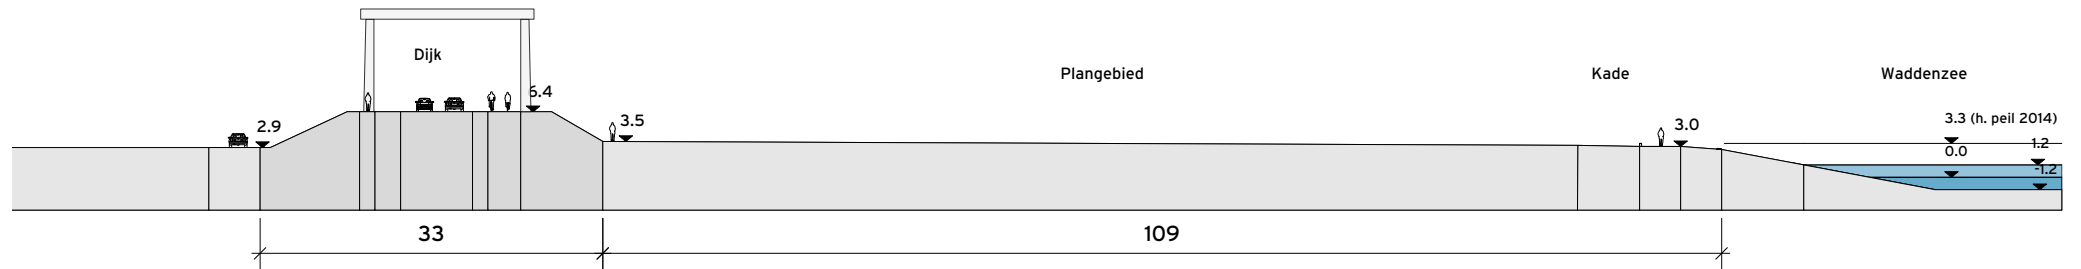 Dijk
Plangebied
Kade
Waddenzee
6.4
2.9
3.5
3.0
3.3 (h. peil 2014)
1.2
0.0
-1.2
33
109